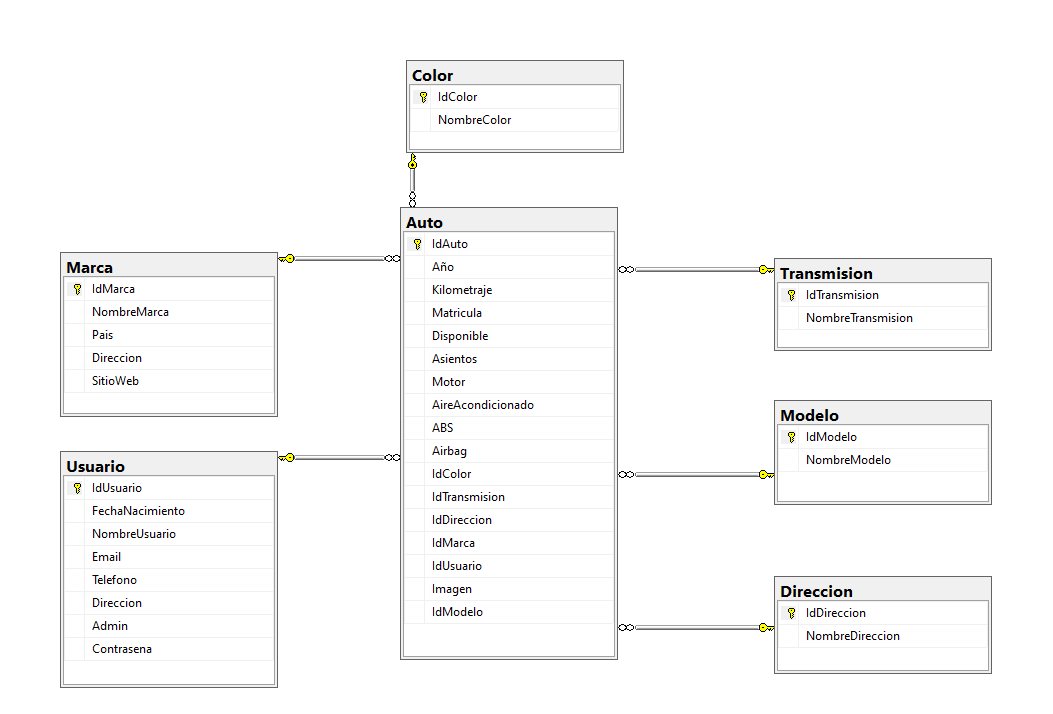 Color
IdColor
NombreColor
Auto
IdAuto
Año
Kilometraje
Matricula
Disponible
Asientos
Motor
AireAcondicionado
ABS
Airbag
IdColor
IdTransmision
IdDireccion
IdMarca
IdUsuario
Imagen
IdModelo
Marca
IdMarca
NombreMarca
Pais
Direccion
SitioWeb
Usuario
IdUsuario
FechaNacimiento
NombreUsuario
Email
Telefono
Direccion
Admin
Contrasena
Transmision
IdTransmision
NombreTransmision
Modelo
IdModelo
NombreModelo
Direccion
IdDireccion
NombreDireccion